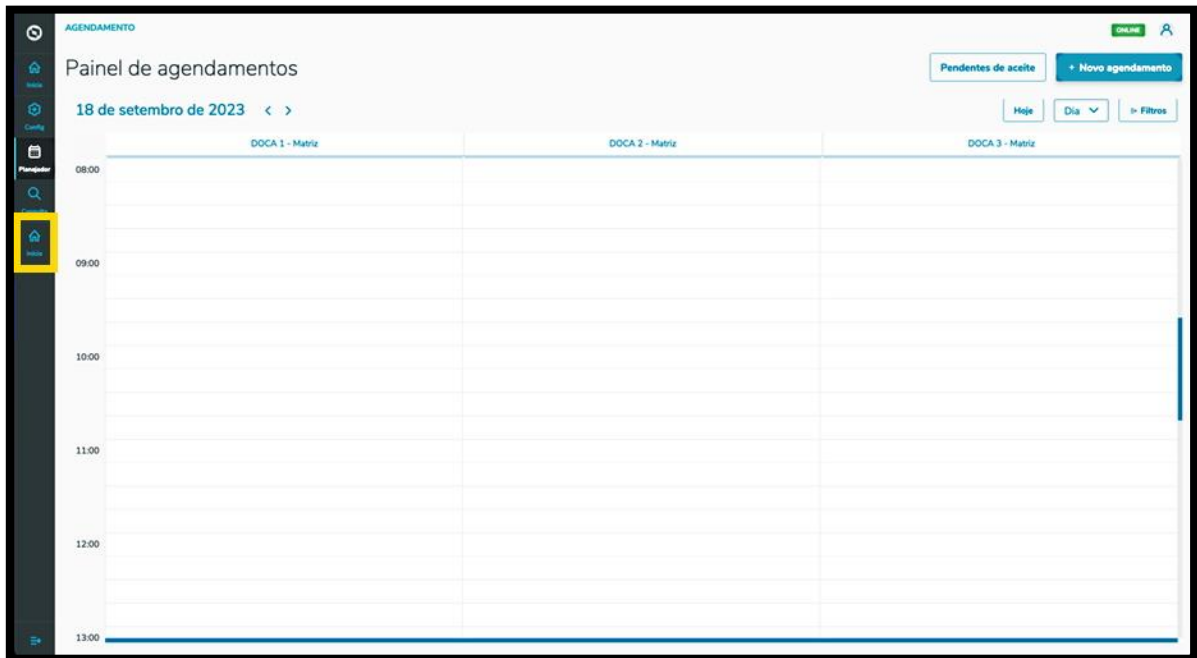 AGENDAMENTO
ONLINE
Painel de agendamentos
Pendentes de aceite
+ Novo agendamento
18 de setembro de 2023 < >
Hoje
Dia
Filtros
Início
Config
Planejador
Consulta
Início
DOCA 1 - Matriz
DOCA 2 - Matriz
DOCA 3 - Matriz
08:00
09:00
10:00
11:00
12:00
13:00